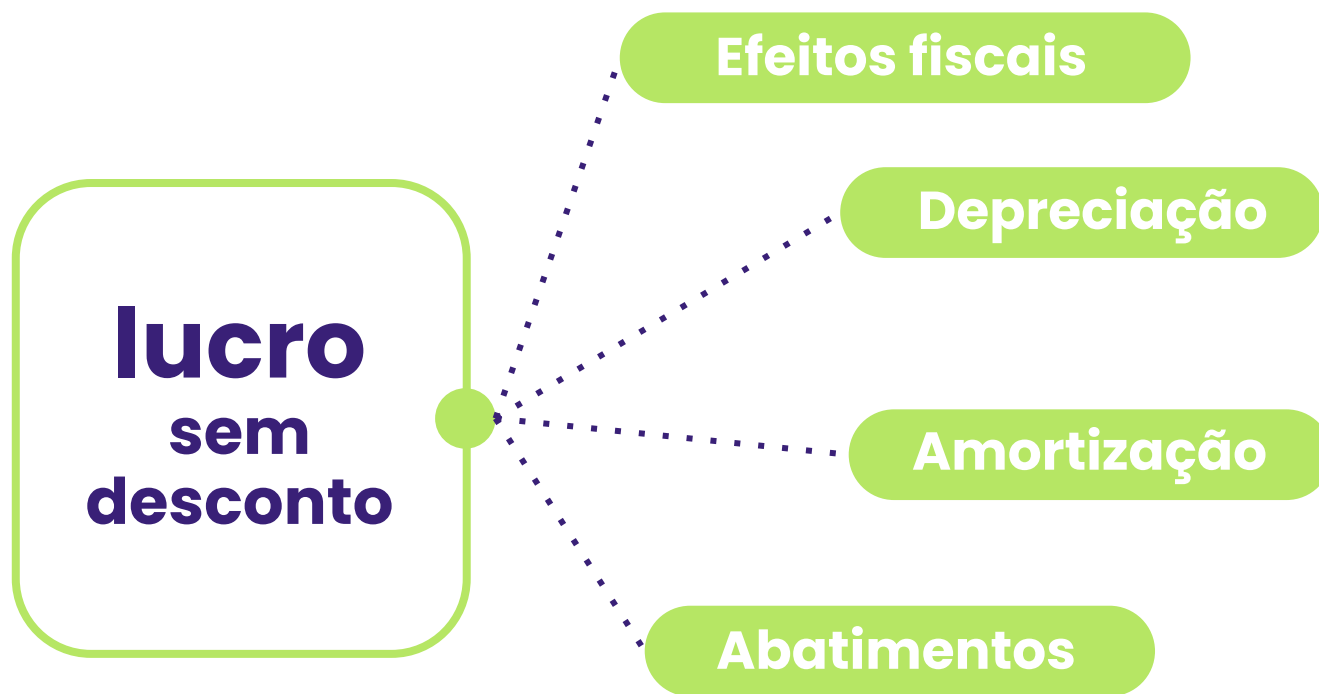 lucro
sem
desconto
Efeitos fiscais
Depreciação
Amortização
Abatimentos